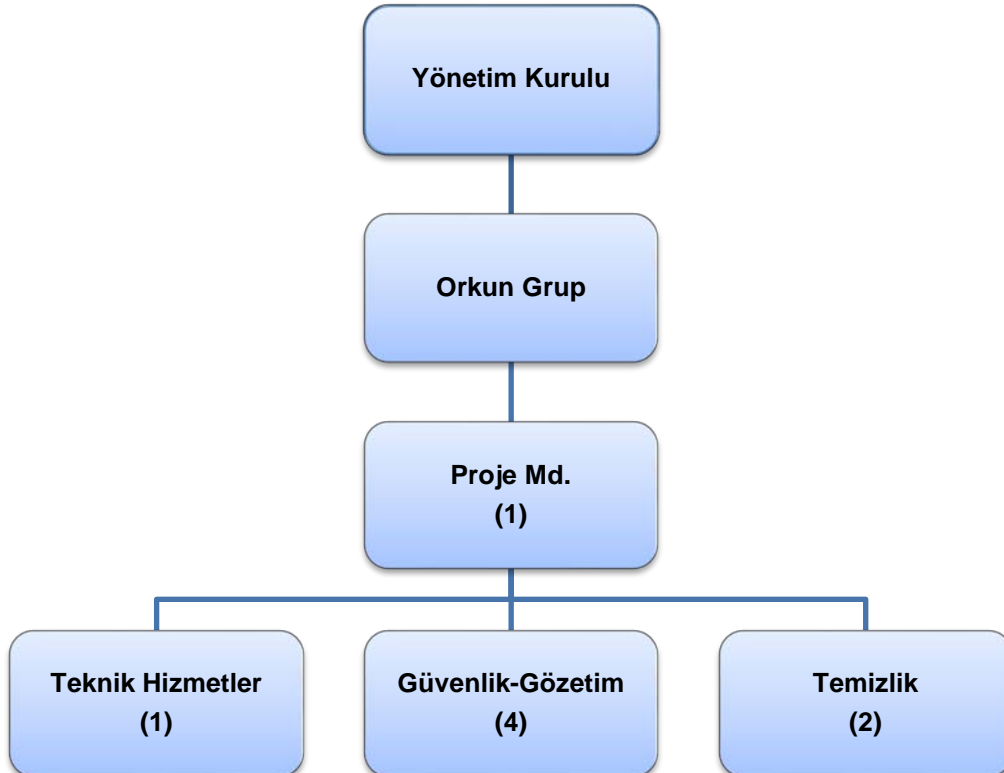 Yönetim Kurulu
Orkun Grup
Proje Md.
(1)
Teknik Hizmetler
(1)
Güvenlik-Gözetim
(4)
Temizlik
(2)